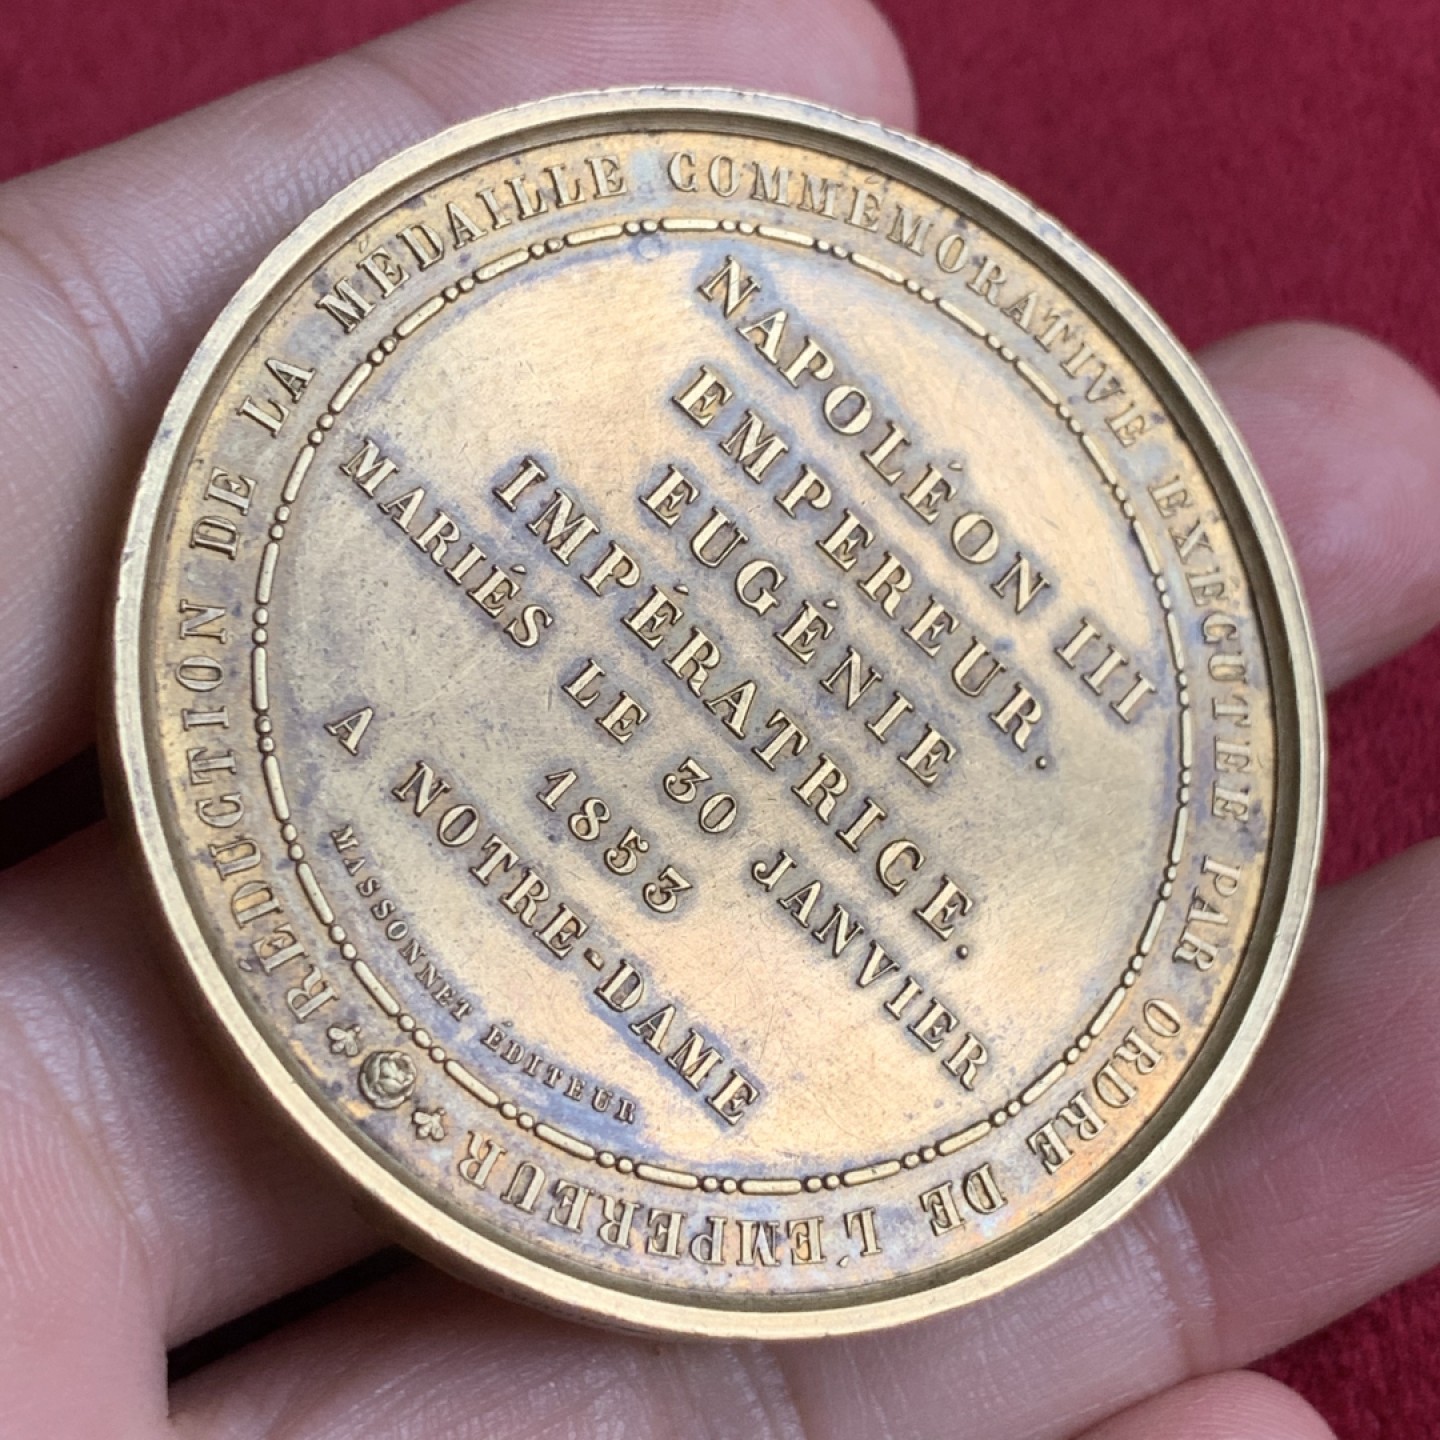 RÉDUCTION DE LA MÉDAILLE COMMÉMORATIVE EXÉCUTÉE PAR ORDRE DE L'EMPEREUR
NAPOLÉON III
EMPEREUR.
EUGÉNIE
IMPÉRATRICE.
MARIÉS LE 30 JANVIER
1853
A NOTRE-DAME
MASSONNET ÉDITEUR